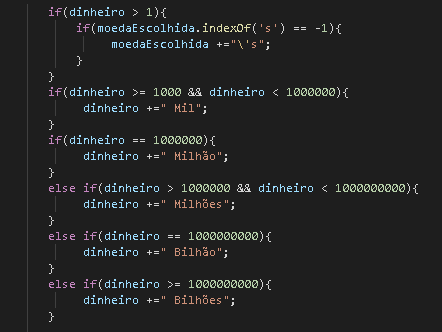 if(dinheiro > 1){
if(moedaEscolhida.indexOf('s') == -1){
moedaEscolhida +="\'s";
}
}
if(dinheiro >= 1000 && dinheiro < 1000000){
dinheiro +=" Mil";
}
if(dinheiro == 1000000){
dinheiro +=" Milhão";
}
else if(dinheiro > 1000000 && dinheiro < 1000000000){
dinheiro +=" Milhões";
}
else if(dinheiro == 1000000000){
dinheiro +=" Bilhão";
}
else if(dinheiro >= 1000000000){
dinheiro +=" Bilhões";
}